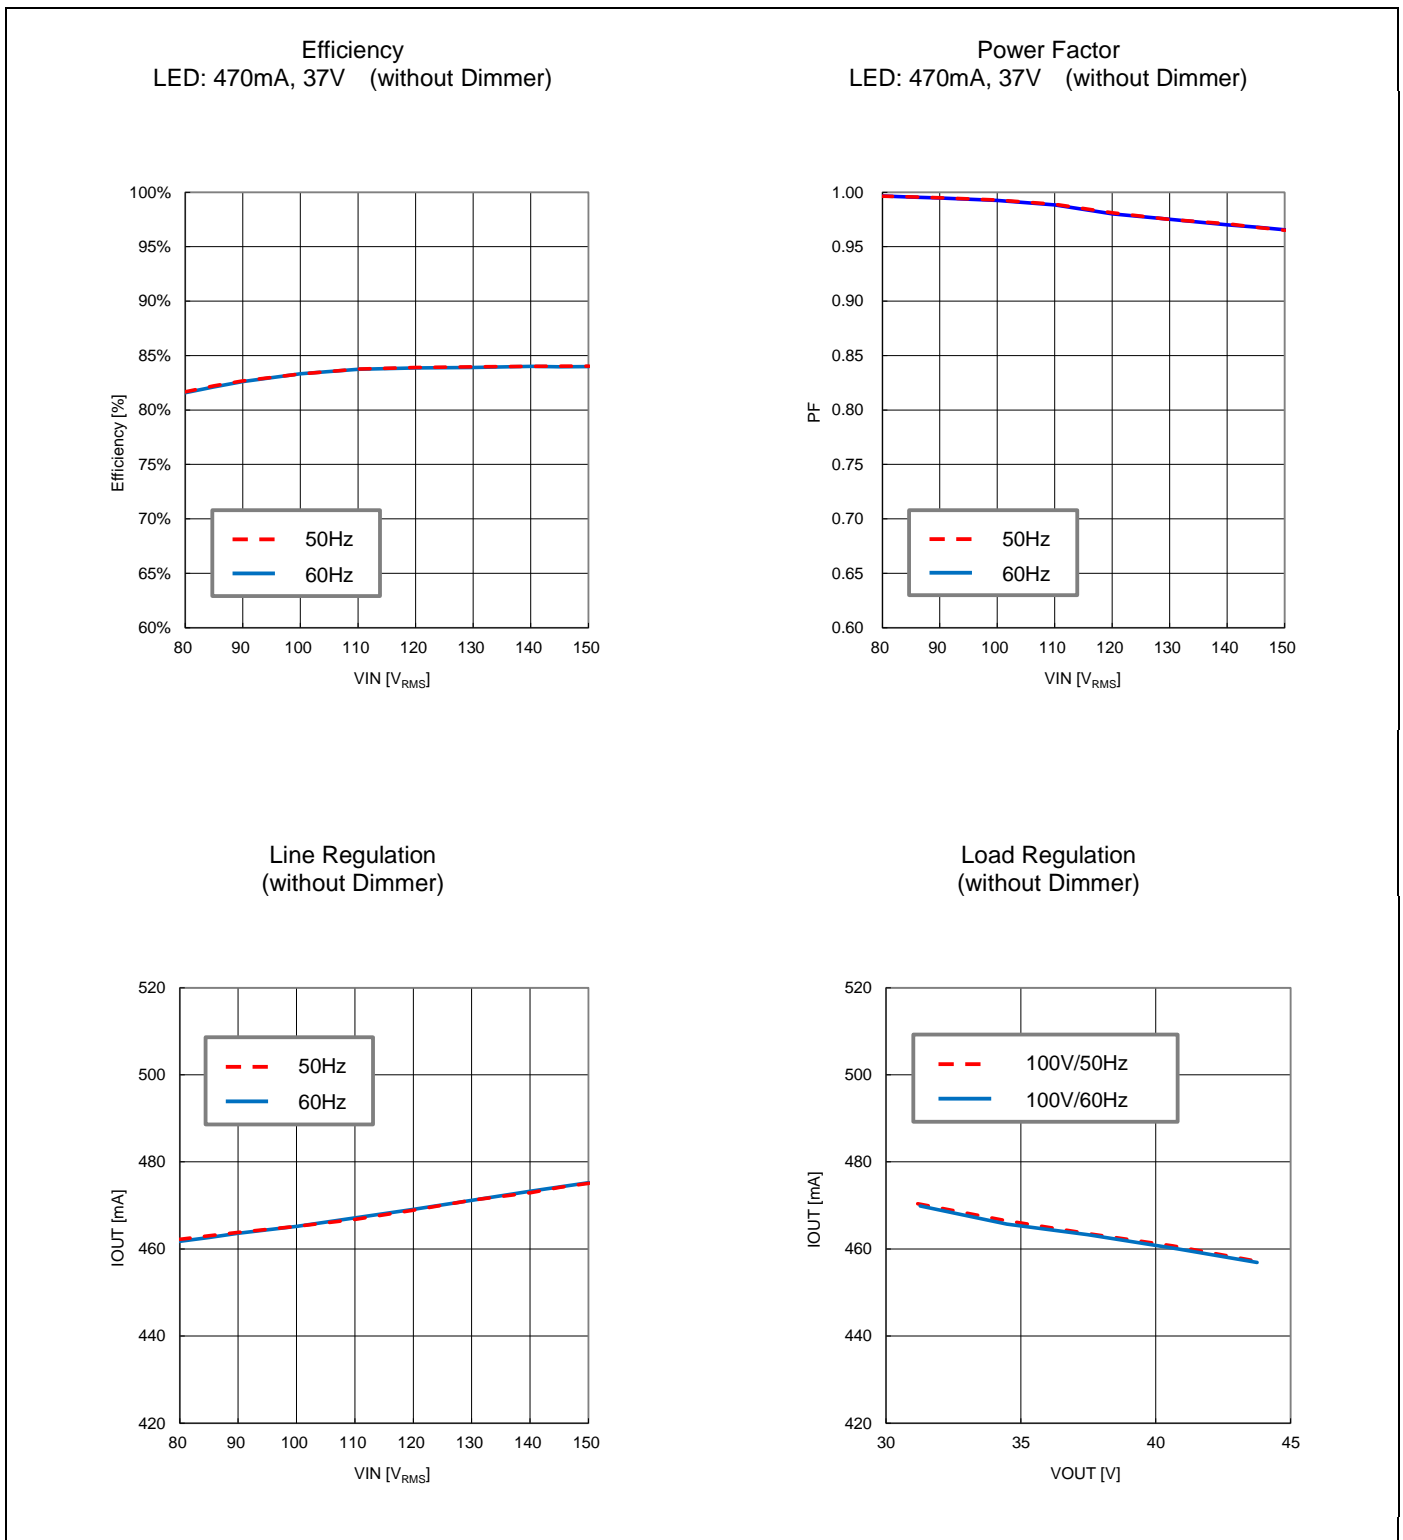 Efficiency
LED: 470mA, 37V (without Dimmer)
100%
95%
90%
85%
80%
75%
70%
65%
60%
Efficiency [%]
50Hz
60Hz
80 90 100 110 120 130 140 150
VIN [VRMS]
Power Factor
LED: 470mA, 37V (without Dimmer)
1.00
0.95
0.90
0.85
0.80
0.75
0.70
0.65
0.60
PF
50Hz
60Hz
80 90 100 110 120 130 140 150
VIN [VRMS]
Line Regulation
(without Dimmer)
520
500
480
460
440
420
IOUT [mA]
50Hz
60Hz
80 90 100 110 120 130 140 150
VIN [VRMS]
Load Regulation
(without Dimmer)
520
500
480
460
440
420
IOUT [mA]
100V/50Hz
100V/60Hz
30 35 40 45
VOUT [V]